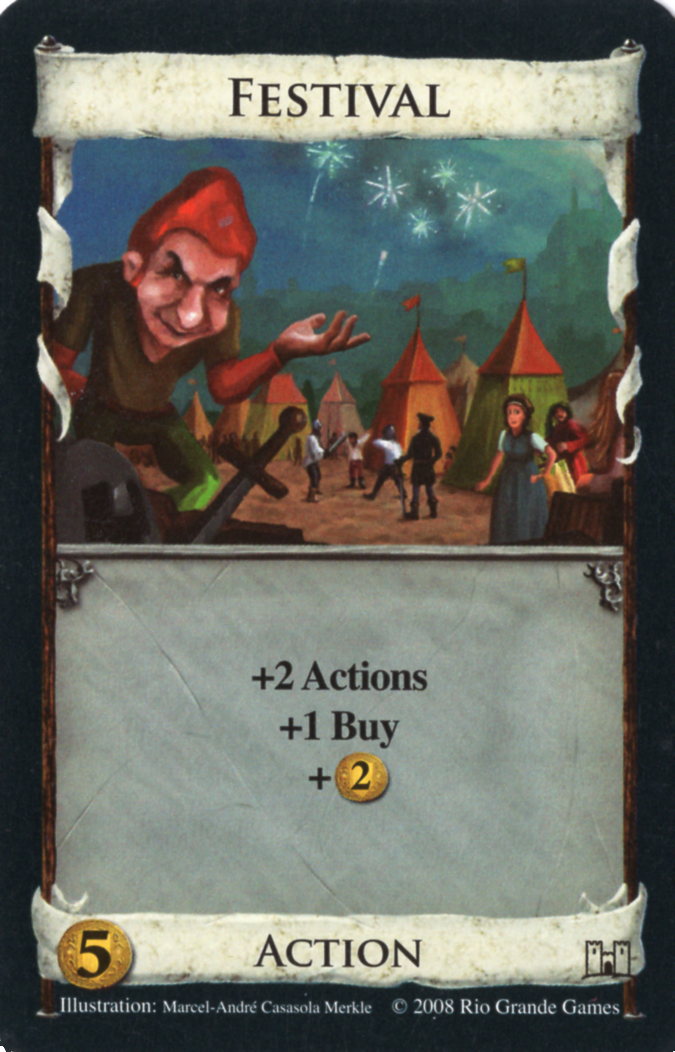 FESTIVAL
+2 Actions
+1 Buy
+2
5
ACTION
Illustration: Marcel-André Casasola Merkle © 2008 Rio Grande Games